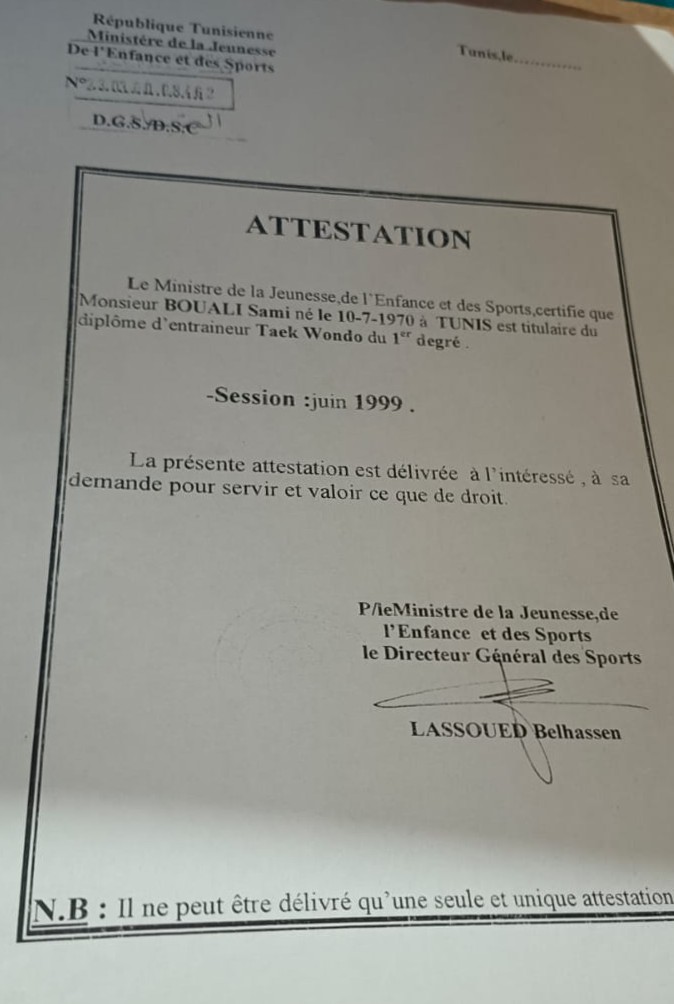 République Tunisienne
Ministére de la Jeunesse
De l'Enfance et des Sports
Tunis,le............
N°
D.G.S./D.S.C
ATTESTATION
Le Ministre de la Jeunesse,de l'Enfance et des Sports,certifie que
Monsieur BOUALI Sami né le 10-7-1970 à TUNIS est titulaire du
diplôme d'entraineur Taek Wondo du 1er degré .
-Session :juin 1999 .
La présente attestation est délivrée à l'intéressé , à sa
demande pour servir et valoir ce que de droit.
P/leMinistre de la Jeunesse,de
l'Enfance et des Sports
le Directeur Général des Sports
LASSOUED Belhassen
N.B : Il ne peut être délivré qu'une seule et unique attestation